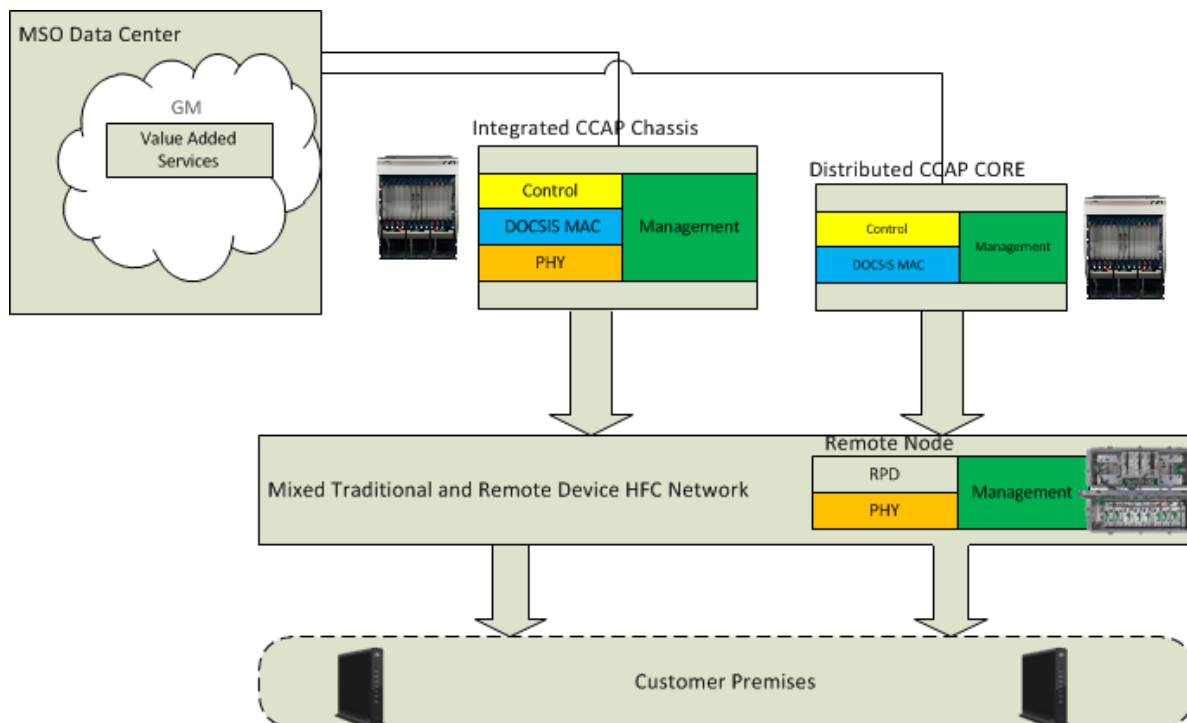 MSO Data Center
GM
Value Added
Services
Integrated CCAP Chassis
Control
DOCSIS MAC
PHY
Management
Distributed CCAP CORE
Control
DOCSIS MAC
Management
Mixed Traditional and Remote Device HFC Network
Remote Node
RPD
PHY
Management
Customer Premises